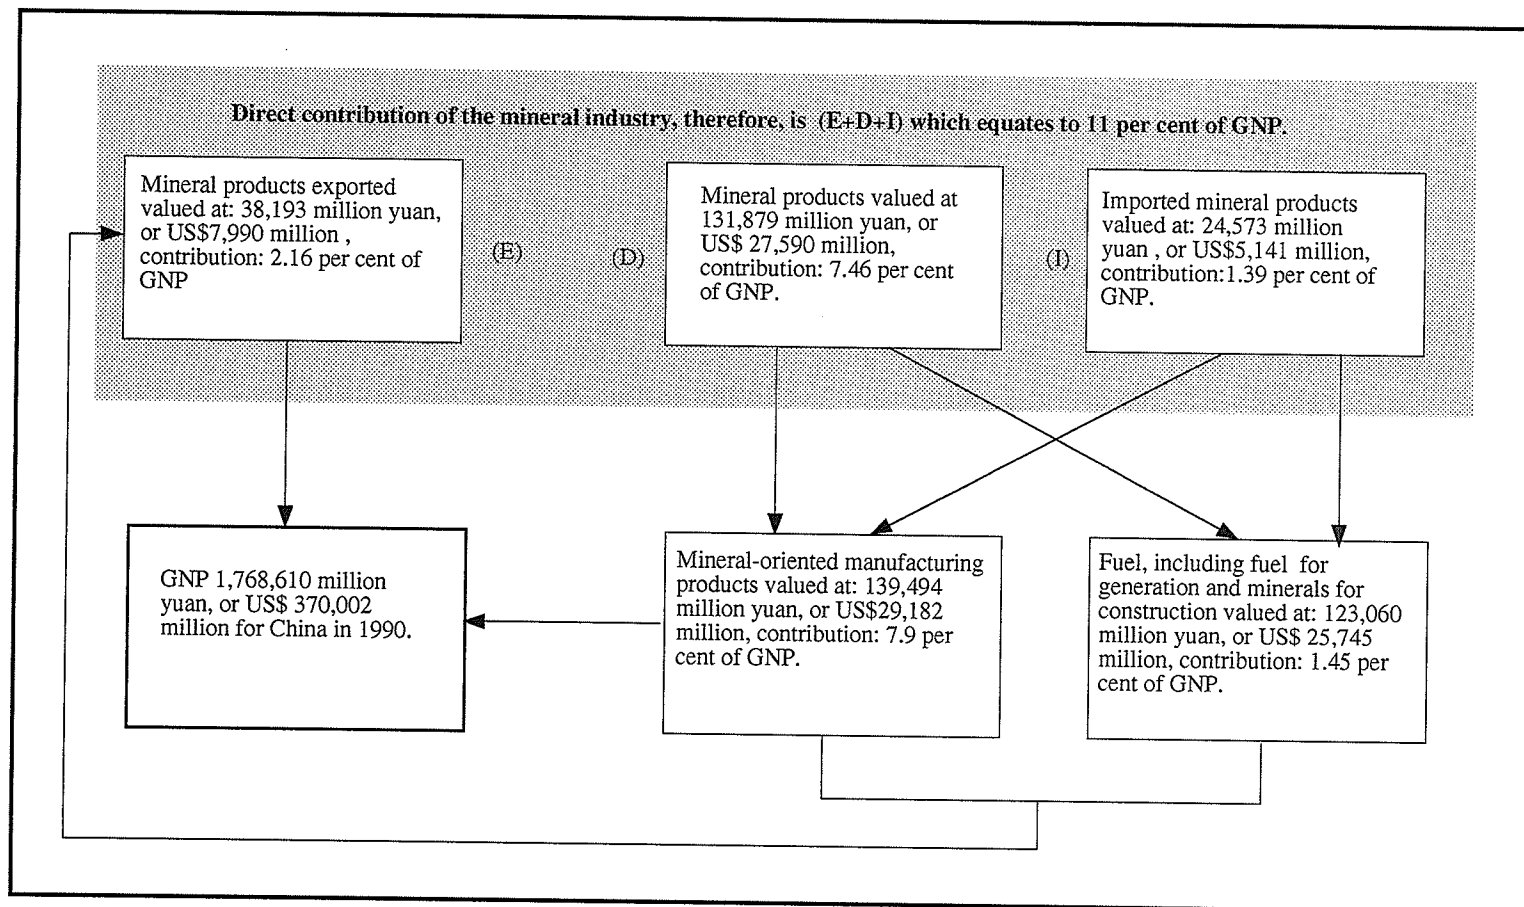 Direct contribution of the mineral industry, therefore, is (E+D+I) which equates to 11 per cent of GNP.
Mineral products exported
valued at: 38,193 million yuan,
or US$7,990 million ,
contribution: 2.16 per cent of
GNP
(E)
(D)
Mineral products valued at
131,879 million yuan, or
US$ 27,590 million,
contribution: 7.46 per cent
of GNP.
(I)
Imported mineral products
valued at: 24,573 million
yuan , or US$5,141 million,
contribution:1.39 per cent of
GNP.
GNP 1,768,610 million
yuan, or US$ 370,002
million for China in 1990.
Mineral-oriented manufacturing
products valued at: 139,494
million yuan, or US$29,182
million, contribution: 7.9 per
cent of GNP.
Fuel, including fuel for
generation and minerals for
construction valued at: 123,060
million yuan, or US$ 25,745
million, contribution: 1.45 per
cent of GNP.